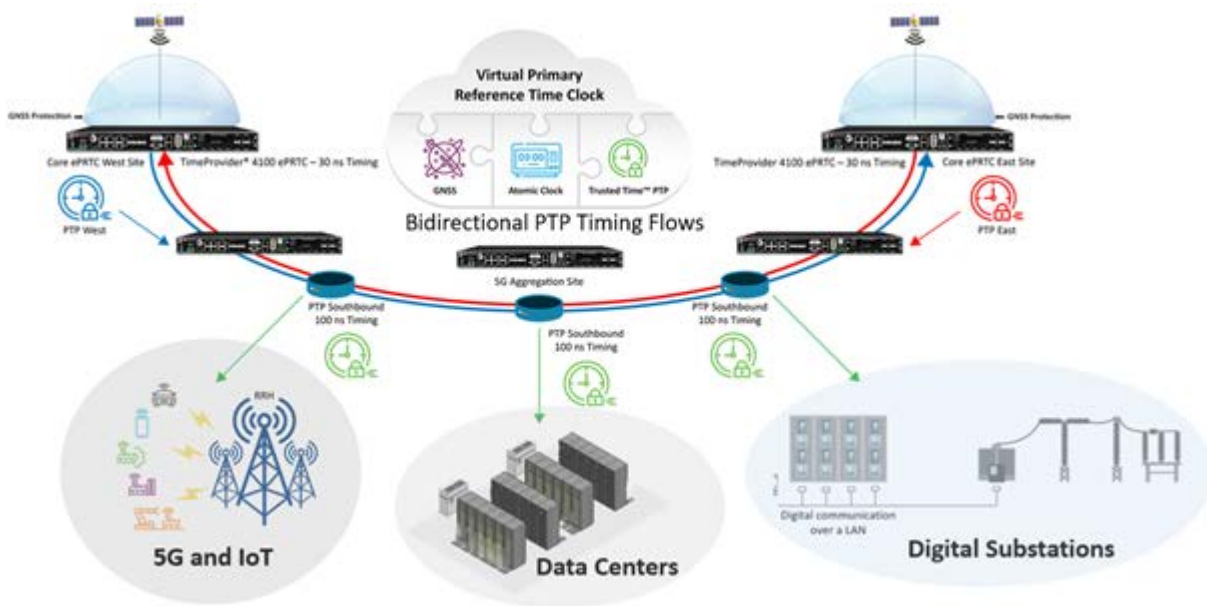 Virtual Primary
Reference Time Clock
GNSS
Atomic Clock
Trusted Time™ PTP
Bidirectional PTP Timing Flows
GNSS Protection
Core ePRTC West Site
TimeProvider® 4100 ePRTC – 30 ns Timing
PTP West
GNSS Protection
TimeProvider 4100 ePRTC – 30 ns Timing
Core ePRTC East Site
PTP East
5G Aggregation Site
PTP Southbound
100 ns Timing
PTP Southbound
100 ns Timing
PTP Southbound
100 ns Timing
RRH
5G and IoT
Data Centers
Digital communication
over a LAN
Digital Substations